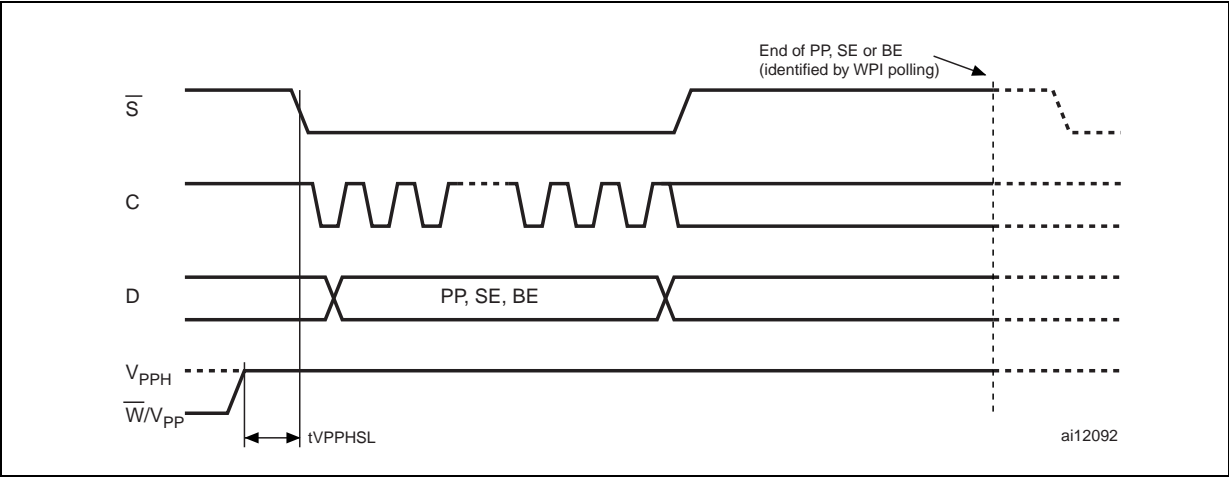 End of PP, SE or BE
(identified by WPI polling)
S̅
C
D
PP, SE, BE
VPPH
W̅/VPP
tVPPHSL
ai12092